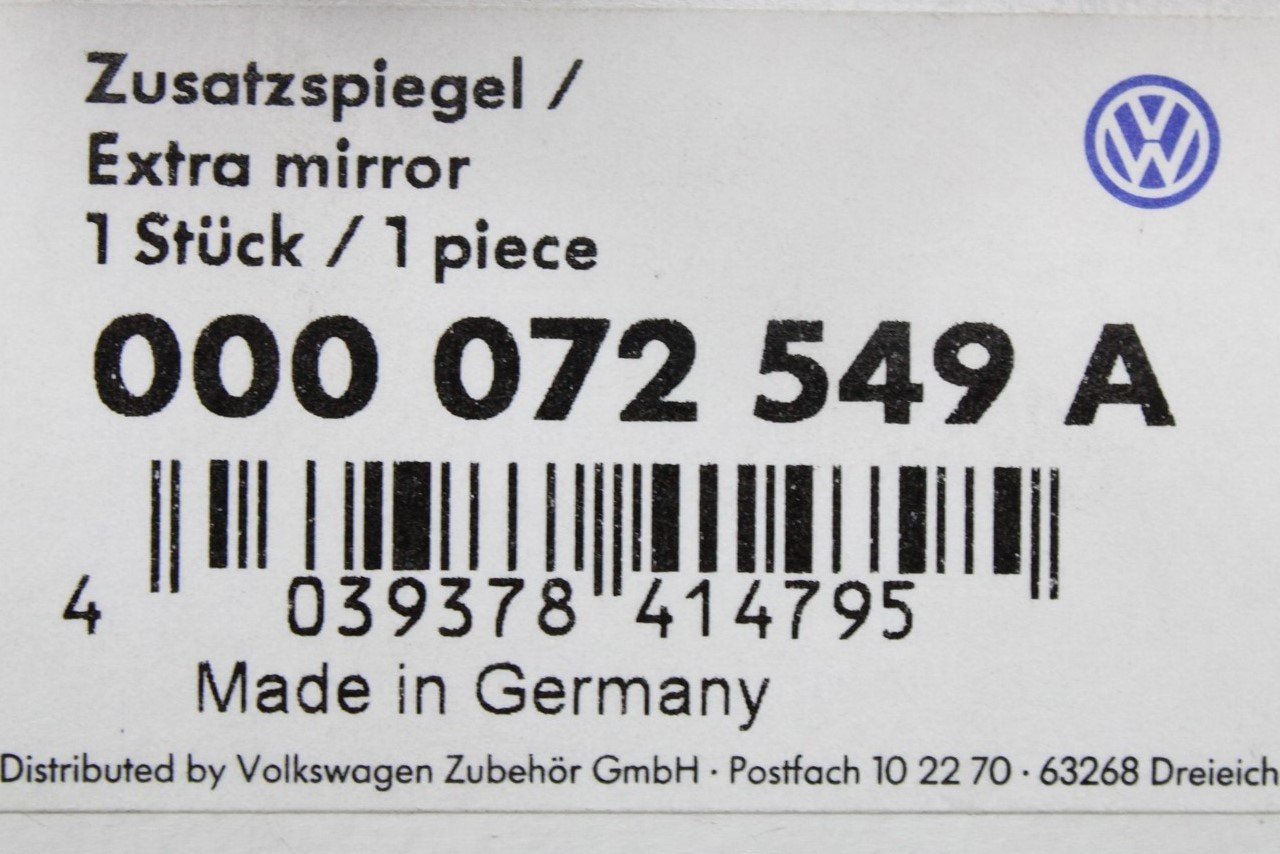 Zusatzspiegel /
Extra mirror
1 Stück / 1 piece
000 072 549 A
4 039378 414795
Made in Germany
Distributed by Volkswagen Zubehör GmbH · Postfach 10 22 70 · 63268 Dreieich